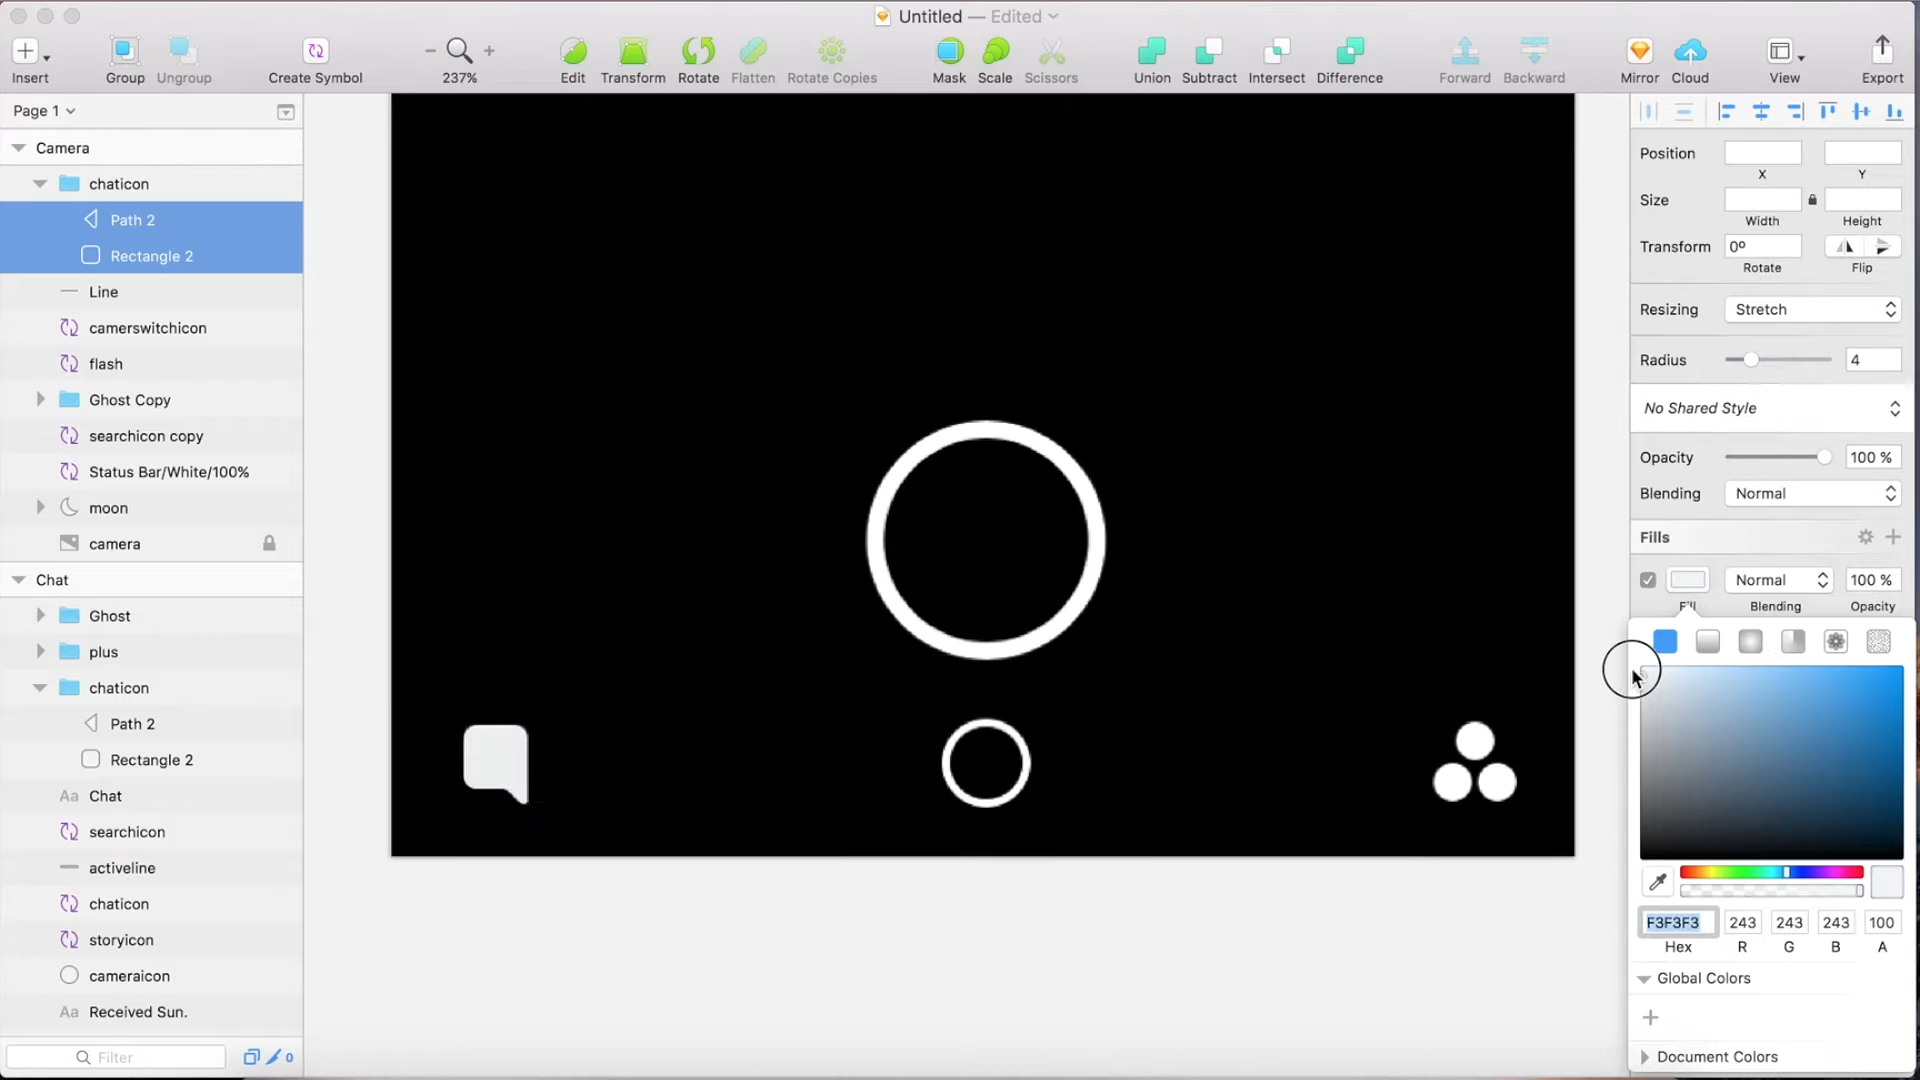 Untitled — Edited
Insert
Group
Ungroup
Create Symbol
237%
Edit
Transform
Rotate
Flatten
Rotate Copies
Mask
Scale
Scissors
Union
Subtract
Intersect
Difference
Forward
Backward
Mirror
Cloud
View
Export
Page 1
Camera
chaticon
Path 2
Rectangle 2
Line
camerswitchicon
flash
Ghost Copy
searchicon copy
Status Bar/White/100%
moon
camera
Chat
Ghost
plus
chaticon
Path 2
Rectangle 2
Aa Chat
searchicon
activeline
chaticon
storyicon
cameraicon
Aa Received Sun.
Filter
0
Position
X
Y
Size
Width
Height
Transform
0º
Rotate
Flip
Resizing
Stretch
Radius
4
No Shared Style
Opacity
100 %
Blending
Normal
Fills
Normal
100 %
Fill
Blending
Opacity
F3F3F3
243
243
243
100
Hex
R
G
B
A
Global Colors
Document Colors